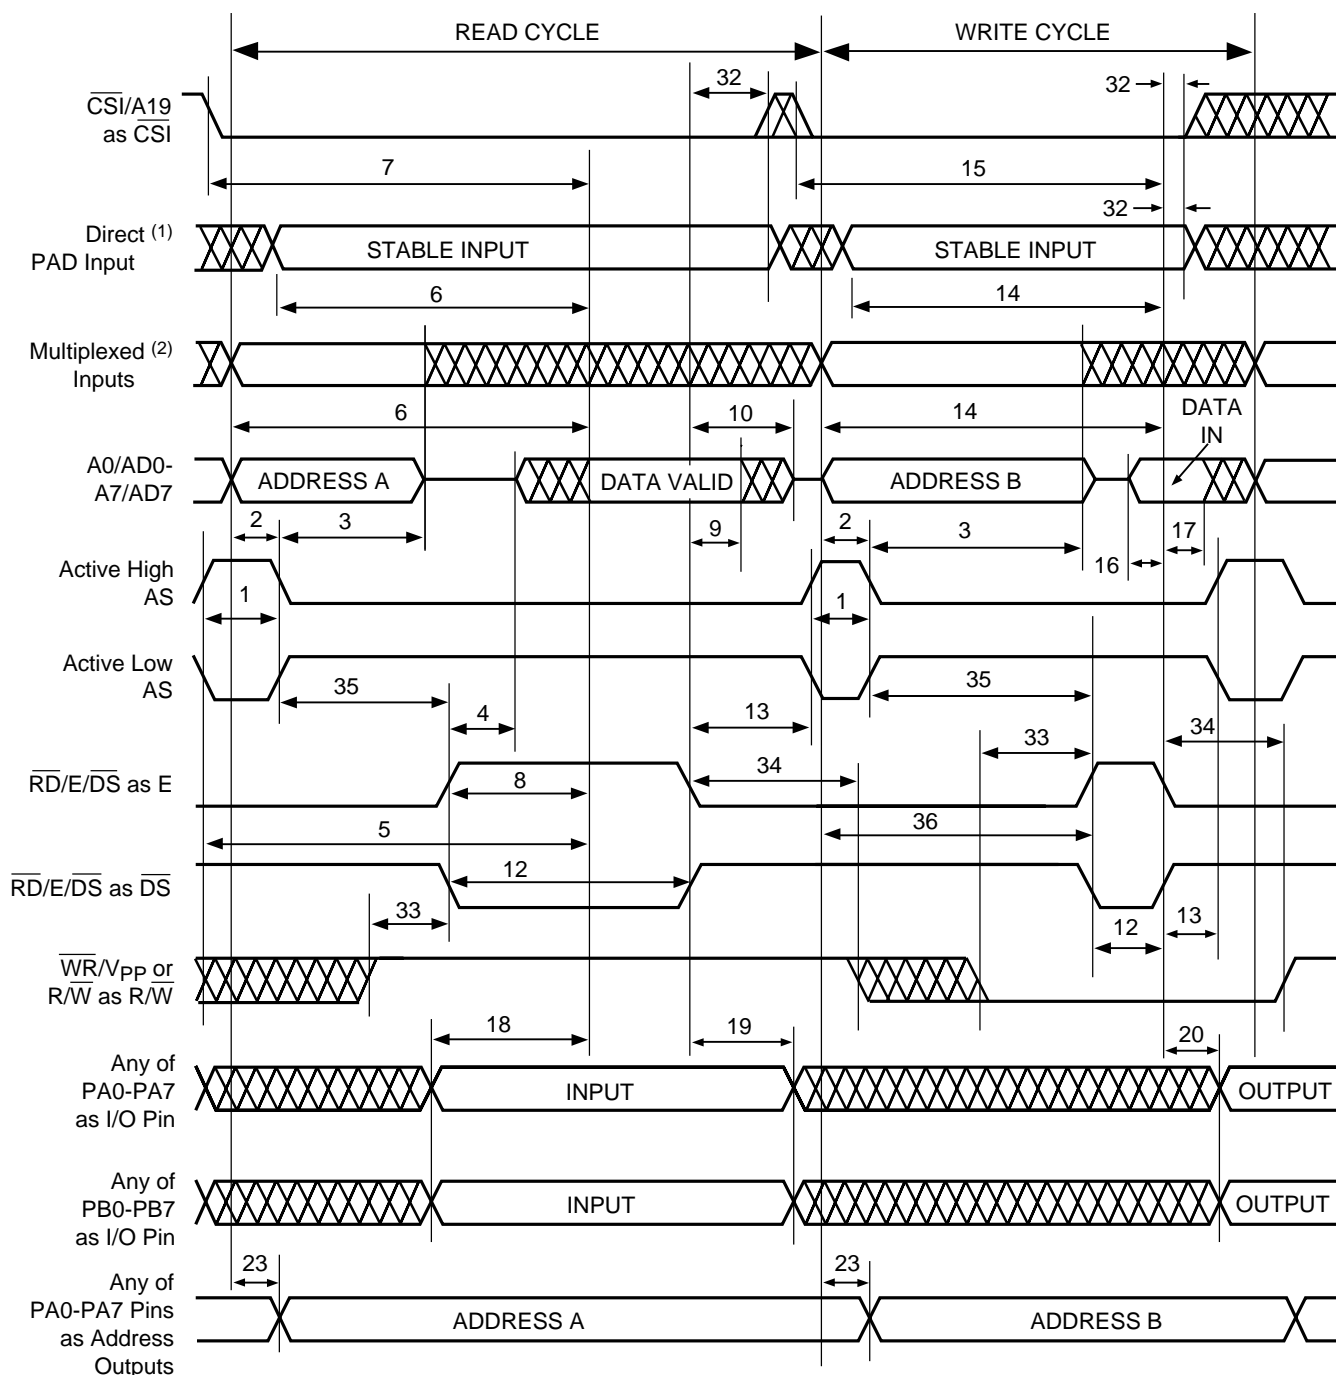 READ CYCLE
WRITE CYCLE
32
32
CSI/A19
as CSI
7
15
32
Direct (1)
PAD Input
STABLE INPUT
STABLE INPUT
6
14
Multiplexed (2)
Inputs
6
10
14
DATA
IN
A0/AD0-
A7/AD7
ADDRESS A
DATA VALID
ADDRESS B
2
3
9
2
3
17
16
Active High
AS
1
1
Active Low
AS
35
35
4
13
34
33
RD/E/DS as E
8
34
5
36
RD/E/DS as DS
12
33
12
13
WR/VPP or
R/W as R/W
18
19
20
Any of
PA0-PA7
as I/O Pin
INPUT
OUTPUT
Any of
PB0-PB7
as I/O Pin
INPUT
OUTPUT
23
23
Any of
PA0-PA7 Pins
as Address
Outputs
ADDRESS A
ADDRESS B